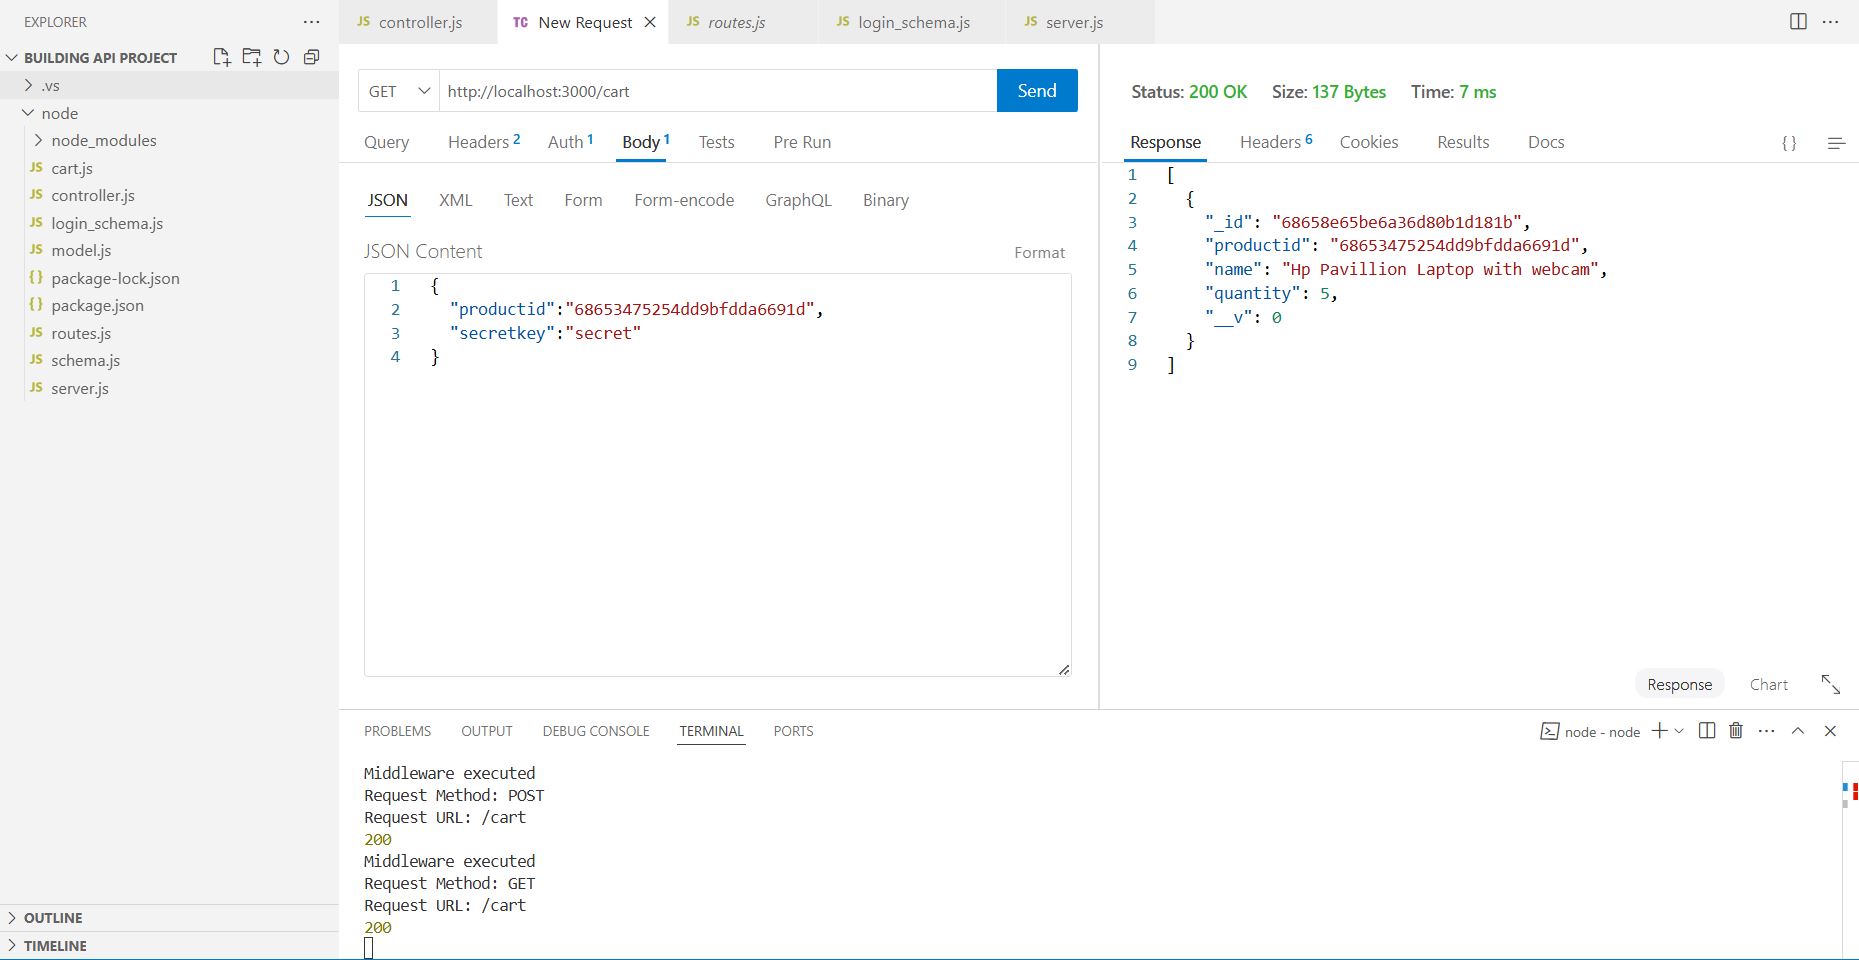 EXPLORER
BUILDING API PROJECT
.vs
node
node_modules
JS cart.js
JS controller.js
JS login_schema.js
JS model.js
{} package-lock.json
{} package.json
JS routes.js
JS schema.js
JS server.js
OUTLINE
TIMELINE
JS controller.js TC New Request JS routes.js JS login_schema.js JS server.js
GET http://localhost:3000/cart Send
Query Headers 2 Auth 1 Body 1 Tests Pre Run
JSON XML Text Form Form-encode GraphQL Binary
JSON Content Format
1 {
2 "productid":"68653475254dd9bfdda6691d",
3 "secretkey":"secret"
4 }
Status: 200 OK Size: 137 Bytes Time: 7 ms
Response Headers 6 Cookies Results Docs {}
1 [
2 {
3 "_id": "68658e65be6a36d80b1d181b",
4 "productid": "68653475254dd9bfdda6691d",
5 "name": "Hp Pavillion Laptop with webcam",
6 "quantity": 5,
7 "__v": 0
8 }
9 ]
Response Chart
PROBLEMS OUTPUT DEBUG CONSOLE TERMINAL PORTS
node - node
Middleware executed
Request Method: POST
Request URL: /cart
200
Middleware executed
Request Method: GET
Request URL: /cart
200